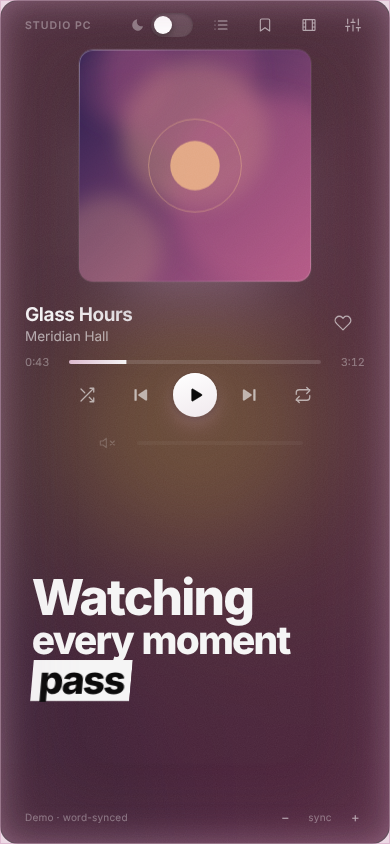 STUDIO PC
Glass Hours
Meridian Hall
0:43
3:12
Watching
every moment
pass
Demo · word-synced
− sync +